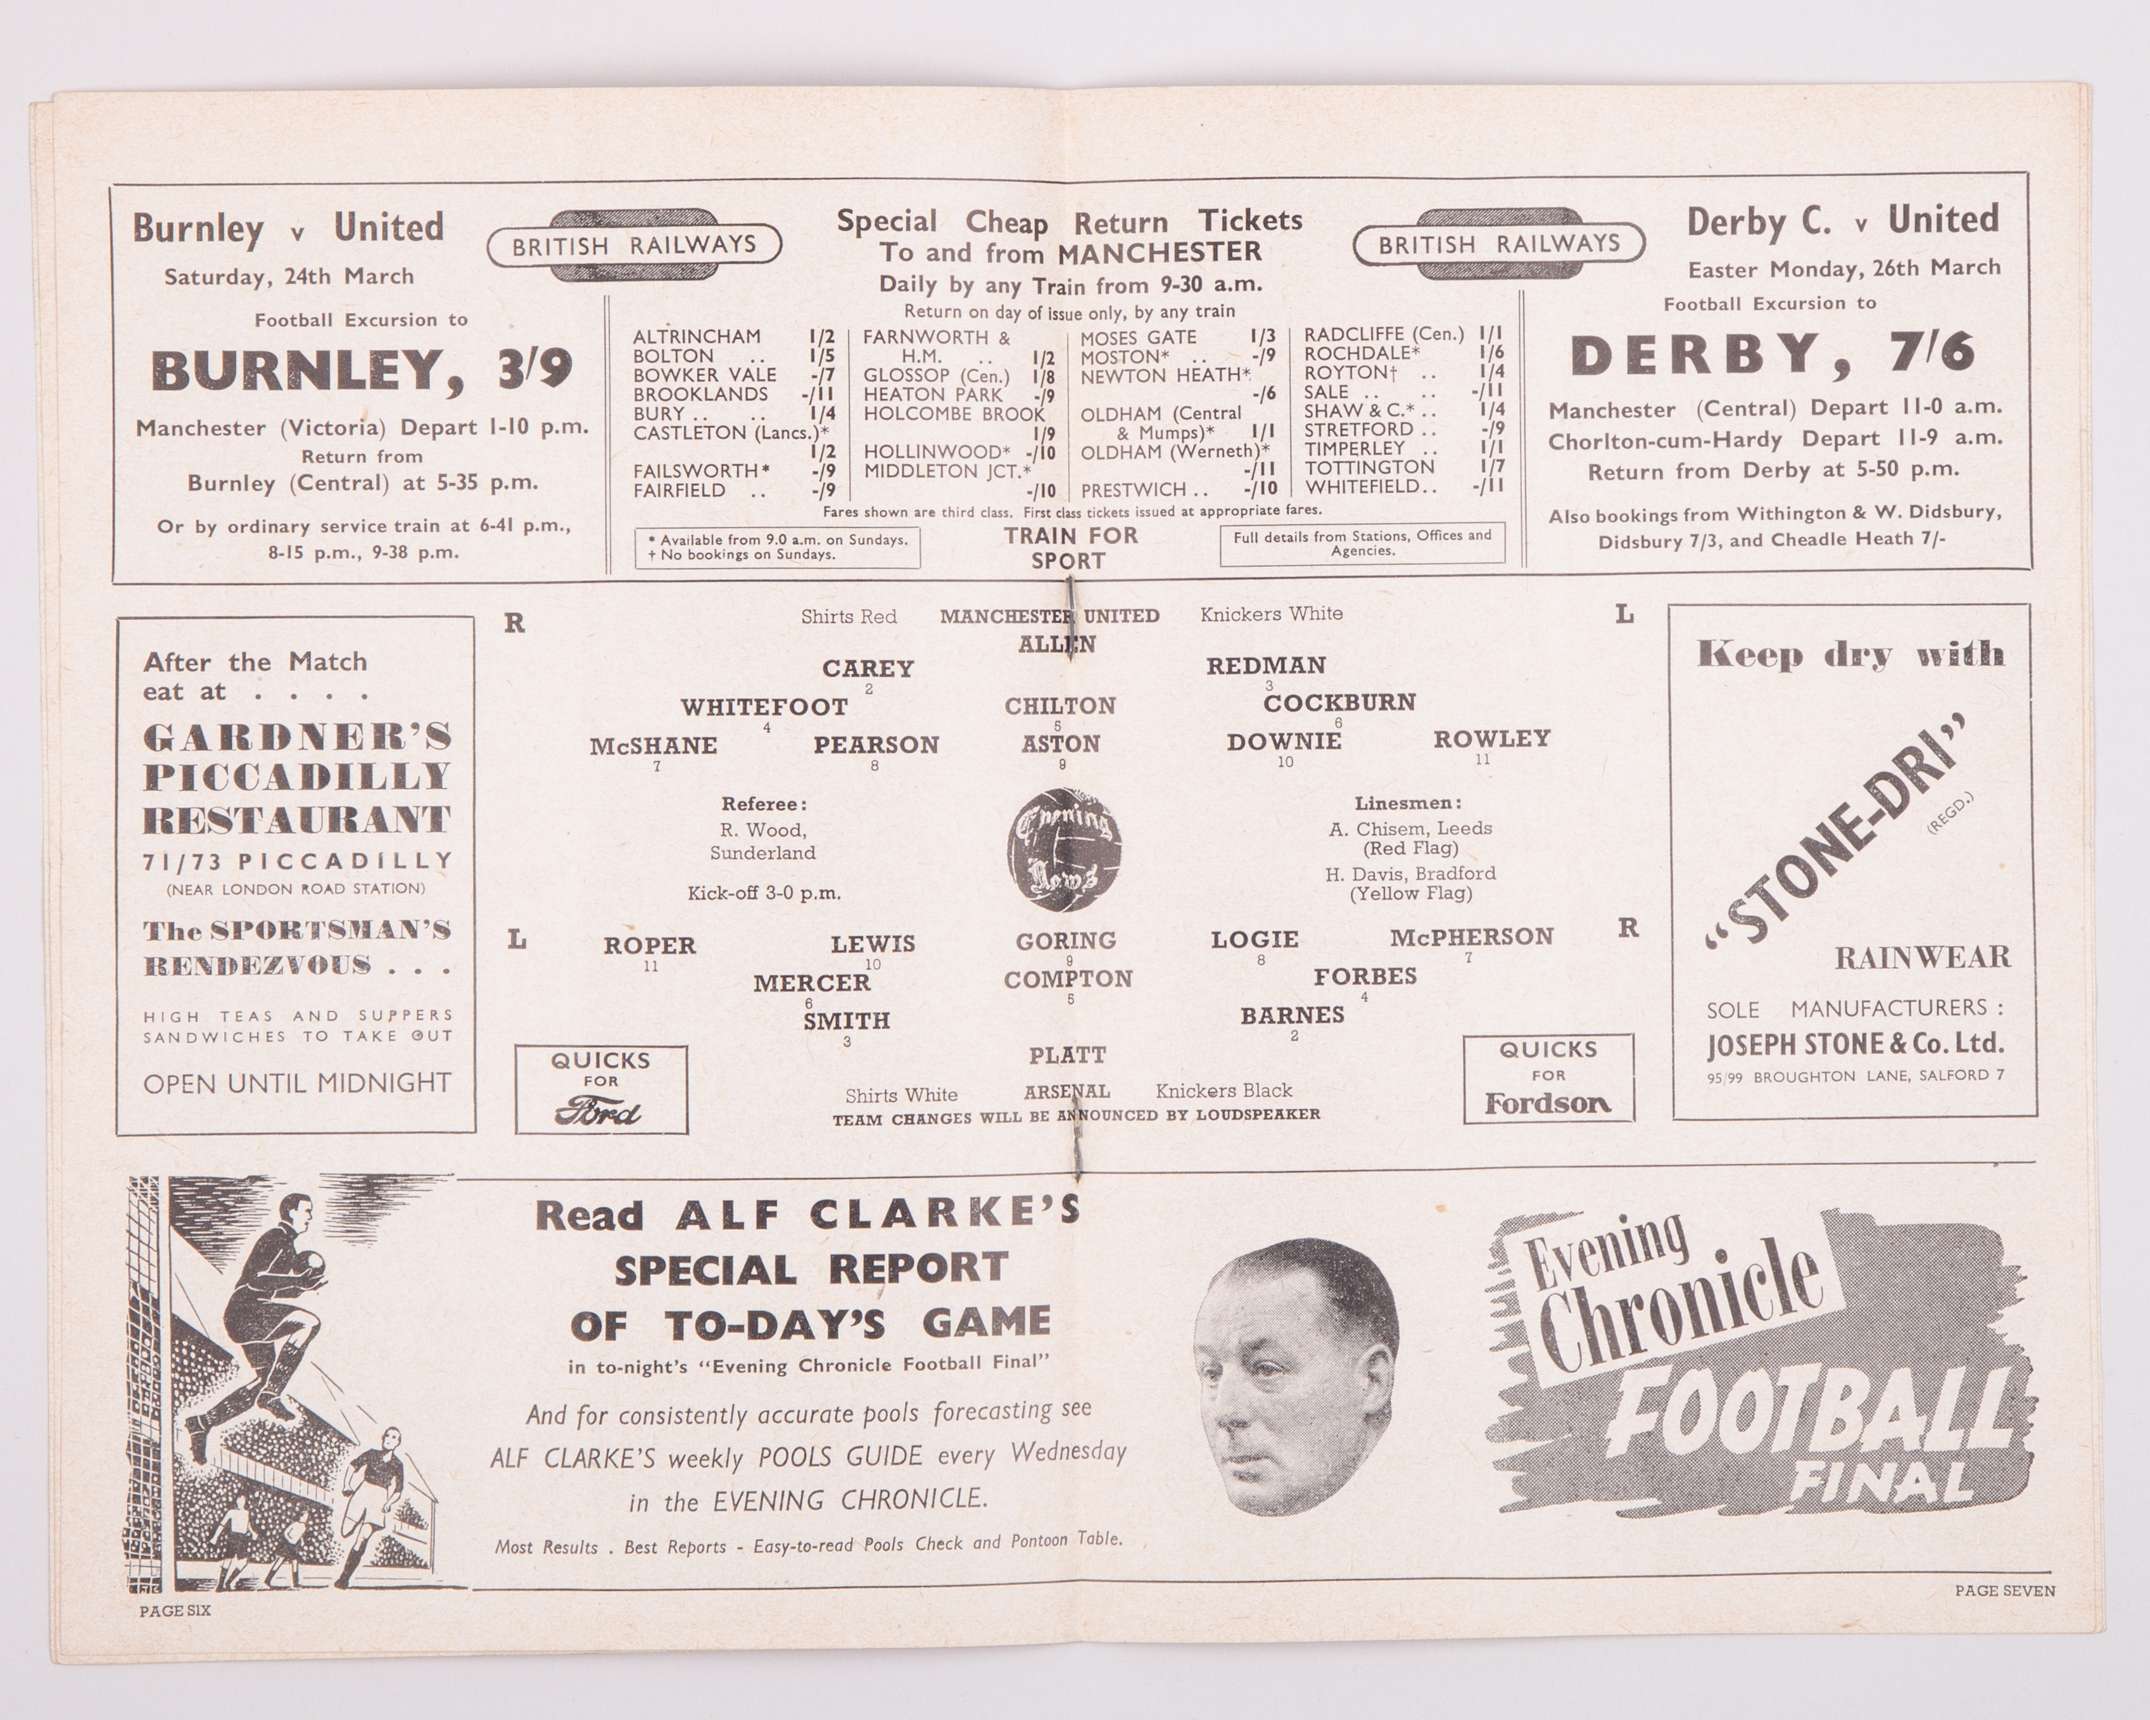 Burnley v United
Saturday, 24th March
Football Excursion to
BURNLEY, 3/9
Manchester (Victoria) Depart 1-10 p.m.
Return from
Burnley (Central) at 5-35 p.m.
Or by ordinary service train at 6-41 p.m.,
8-15 p.m., 9-38 p.m.
BRITISH RAILWAYS
Special Cheap Return Tickets
To and from MANCHESTER
Daily by any Train from 9-30 a.m.
Return on day of issue only, by any train
BRITISH RAILWAYS
ALTRINCHAM 1/2
BOLTON .. 1/5
BOWKER VALE -/7
BROOKLANDS -/11
BURY .. .. 1/4
CASTLETON (Lancs.)*
1/2
FAILSWORTH* -/9
FAIRFIELD .. -/9
FARNWORTH &
H.M. .. 1/2
GLOSSOP (Cen.) 1/8
HEATON PARK -/9
HOLCOMBE BROOK
1/9
HOLLINWOOD* -/10
MIDDLETON JCT.*
-/10
MOSES GATE 1/3
MOSTON* .. -/9
NEWTON HEATH*
-/6
OLDHAM (Central
& Mumps)* 1/1
OLDHAM (Werneth)*
-/11
PRESTWICH .. -/10
RADCLIFFE (Cen.) 1/1
ROCHDALE* 1/6
ROYTON† .. 1/4
SALE .. .. -/11
SHAW & C.* .. 1/4
STRETFORD .. -/9
TIMPERLEY .. 1/1
TOTTINGTON 1/7
WHITEFIELD.. -/11
Fares shown are third class. First class tickets issued at appropriate fares.
* Available from 9.0 a.m. on Sundays.
† No bookings on Sundays.
TRAIN FOR
SPORT
Full details from Stations, Offices and
Agencies.
Derby C. v United
Easter Monday, 26th March
Football Excursion to
DERBY, 7/6
Manchester (Central) Depart 11-0 a.m.
Chorlton-cum-Hardy Depart 11-9 a.m.
Return from Derby at 5-50 p.m.
Also bookings from Withington & W. Didsbury,
Didsbury 7/3, and Cheadle Heath 7/-
After the Match
eat at . . . .
GARDNER'S
PICCADILLY
RESTAURANT
71/73 PICCADILLY
(NEAR LONDON ROAD STATION)
The SPORTSMAN'S
RENDEZVOUS . . .
HIGH TEAS AND SUPPERS
SANDWICHES TO TAKE OUT
OPEN UNTIL MIDNIGHT
R Shirts Red MANCHESTER UNITED Knickers White L
ALLEN
CAREY REDMAN
2 3
WHITEFOOT CHILTON COCKBURN
4 5 6
McSHANE PEARSON ASTON DOWNIE ROWLEY
7 8 9 10 11
Referee:
R. Wood,
Sunderland
Kick-off 3-0 p.m.
Evening
News
Linesmen:
A. Chisem, Leeds
(Red Flag)
H. Davis, Bradford
(Yellow Flag)
L ROPER LEWIS GORING LOGIE McPHERSON R
11 10 9 8 7
MERCER COMPTON FORBES
6 5 4
SMITH BARNES
3 2
PLATT
Shirts White ARSENAL Knickers Black
TEAM CHANGES WILL BE ANNOUNCED BY LOUDSPEAKER
QUICKS
FOR
Ford
QUICKS
FOR
Fordson
Keep dry with
"STONE-DRI"
(REGD.)
RAINWEAR
SOLE MANUFACTURERS :
JOSEPH STONE & Co. Ltd.
95/99 BROUGHTON LANE, SALFORD 7
Read ALF CLARKE'S
SPECIAL REPORT
OF TO-DAY'S GAME
in to-night's "Evening Chronicle Football Final"
And for consistently accurate pools forecasting see
ALF CLARKE'S weekly POOLS GUIDE every Wednesday
in the EVENING CHRONICLE.
Most Results . Best Reports - Easy-to-read Pools Check and Pontoon Table.
Evening
Chronicle
FOOTBALL
FINAL
PAGE SIX
PAGE SEVEN